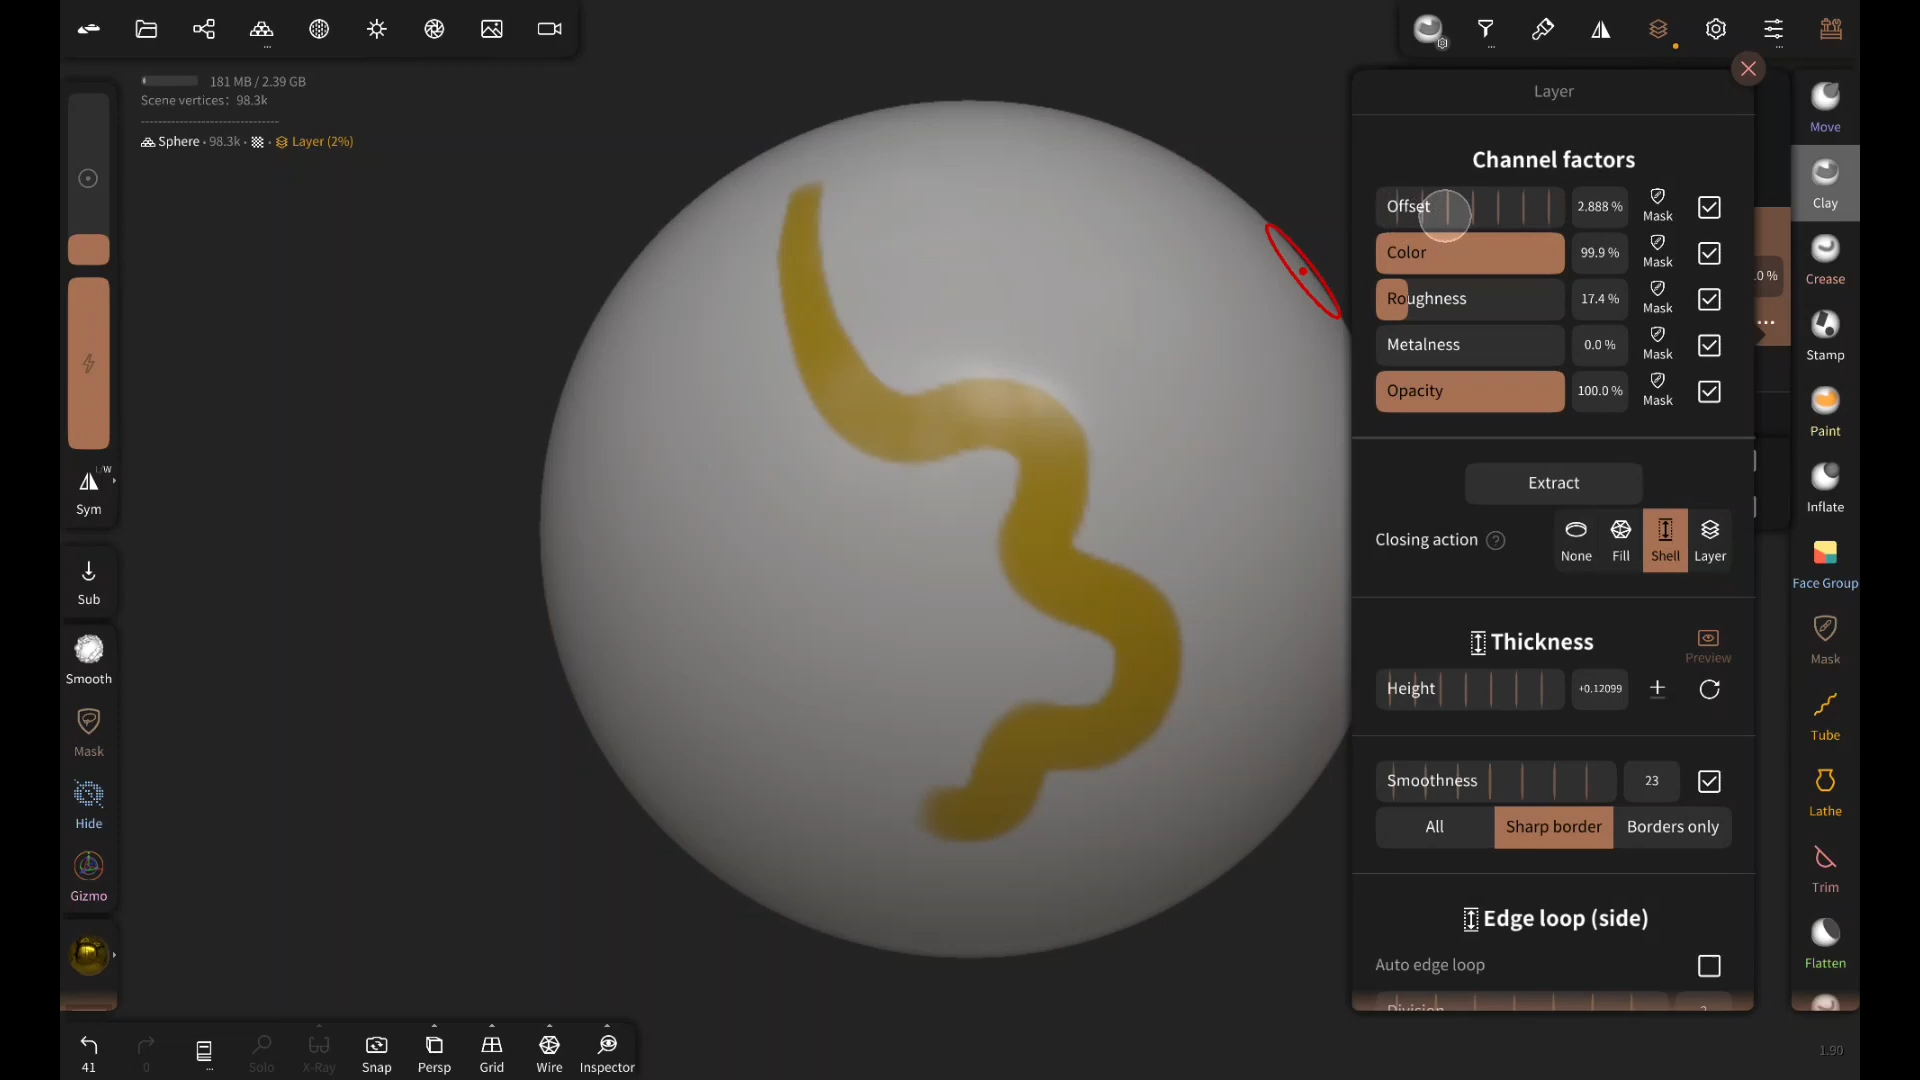 181 MB / 2.39 GB
Scene vertices: 98.3k
Sphere • 98.3k • Layer (2%)
Sym
L/W
Sub
Smooth
Mask
Hide
Gizmo
41
0
Solo
X-Ray
Snap
Persp
Grid
Wire
Inspector
Layer
Channel factors
Offset 2.888 % Mask
Color 99.9 % Mask
Roughness 17.4 % Mask
Metalness 0.0 % Mask
Opacity 100.0 % Mask
Extract
Closing action ? None Fill Shell Layer
Thickness Preview
Height +0.12099
Smoothness 23
All Sharp border Borders only
Edge loop (side)
Auto edge loop
Division 2
.0 %
Move
Clay
Crease
Stamp
Paint
Inflate
Face Group
Mask
Tube
Lathe
Trim
Flatten
1.90